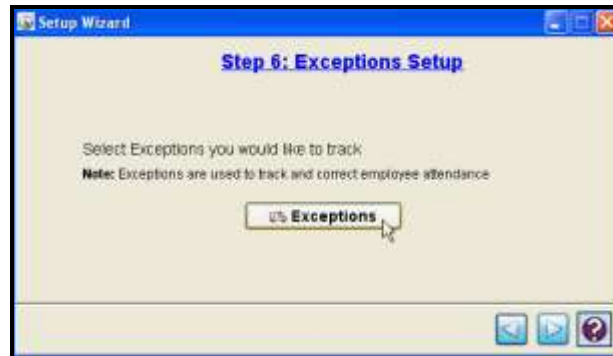 Setup Wizard
Step 6: Exceptions Setup
Select Exceptions you would like to track
Note: Exceptions are used to track and correct employee attendance
Exceptions
?